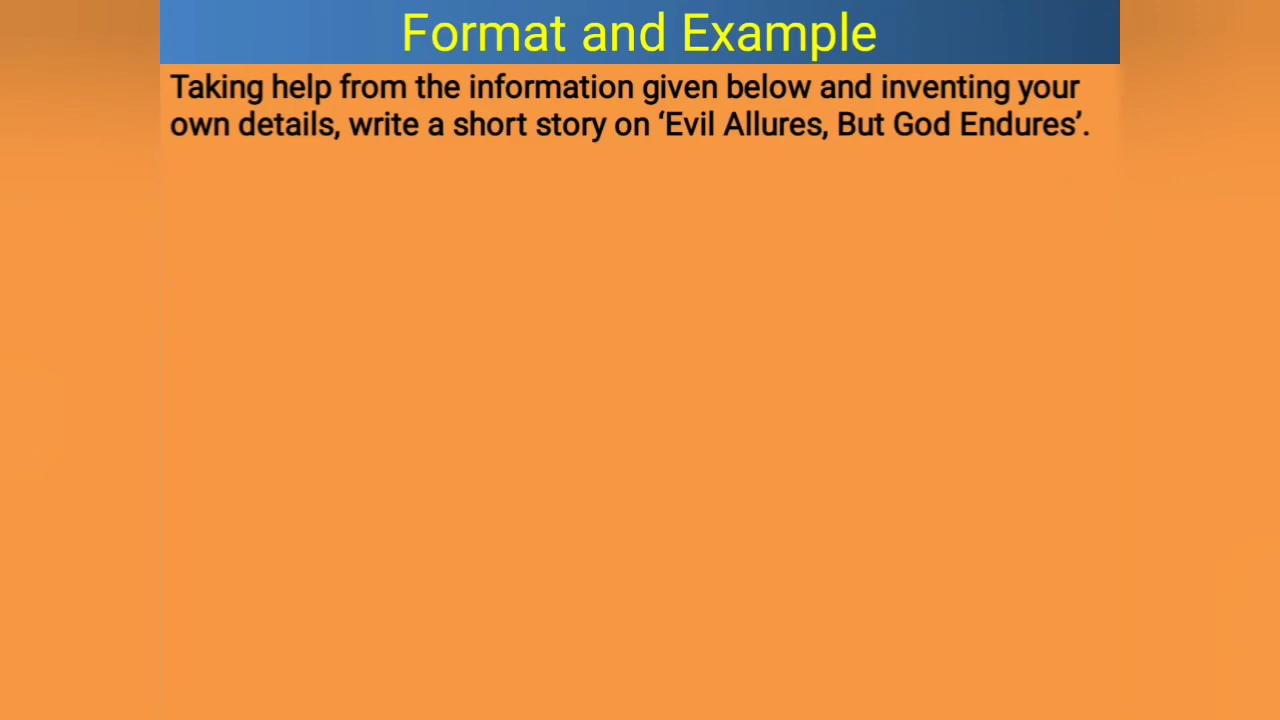 Format and Example
Taking help from the information given below and inventing your
own details, write a short story on ‘Evil Allures, But God Endures’.